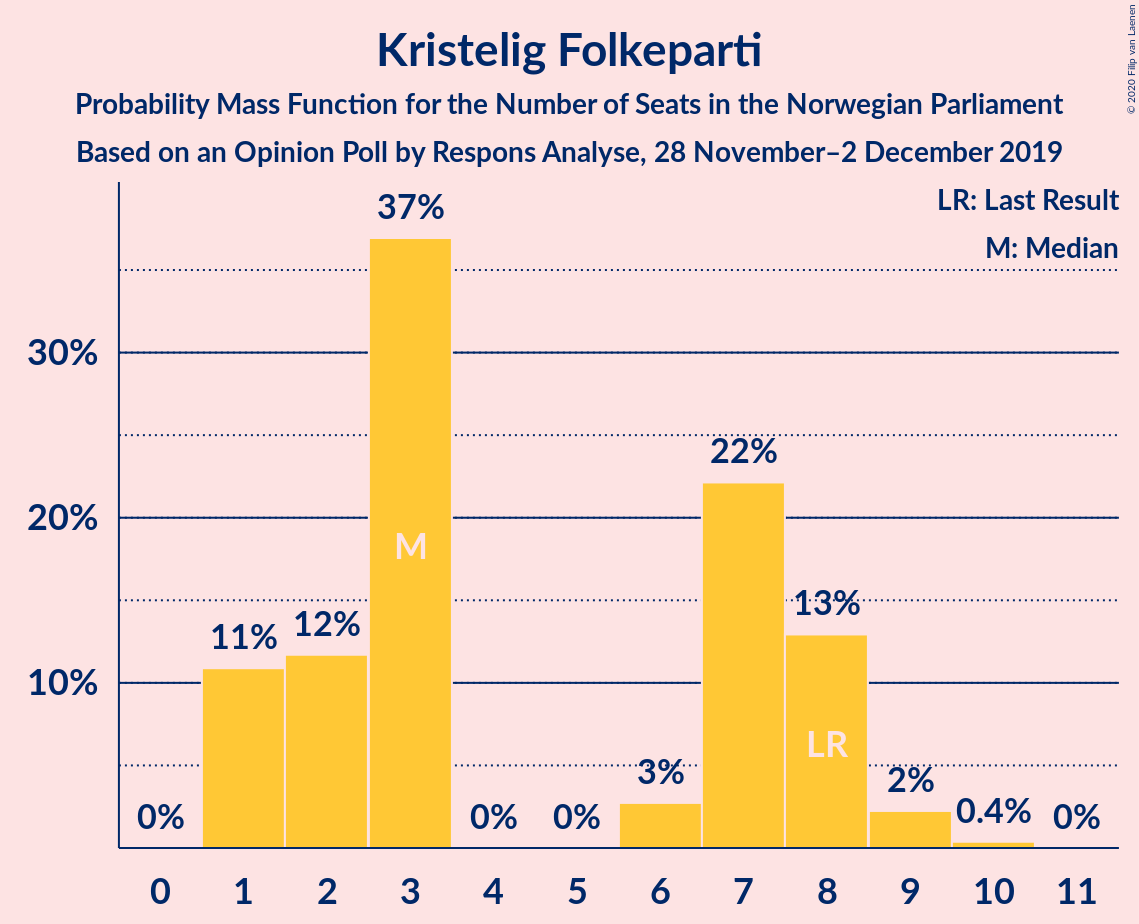 Kristelig Folkeparti
Probability Mass Function for the Number of Seats in the Norwegian Parliament
Based on an Opinion Poll by Respons Analyse, 28 November–2 December 2019
© 2020 Filip van Laenen
LR: Last Result
M: Median
37%
30%
22%
20%
M
13%
12%
11%
10%
LR
3%
2%
0.4%
0%
0%
0%
0%
0 1 2 3 4 5 6 7 8 9 10 11